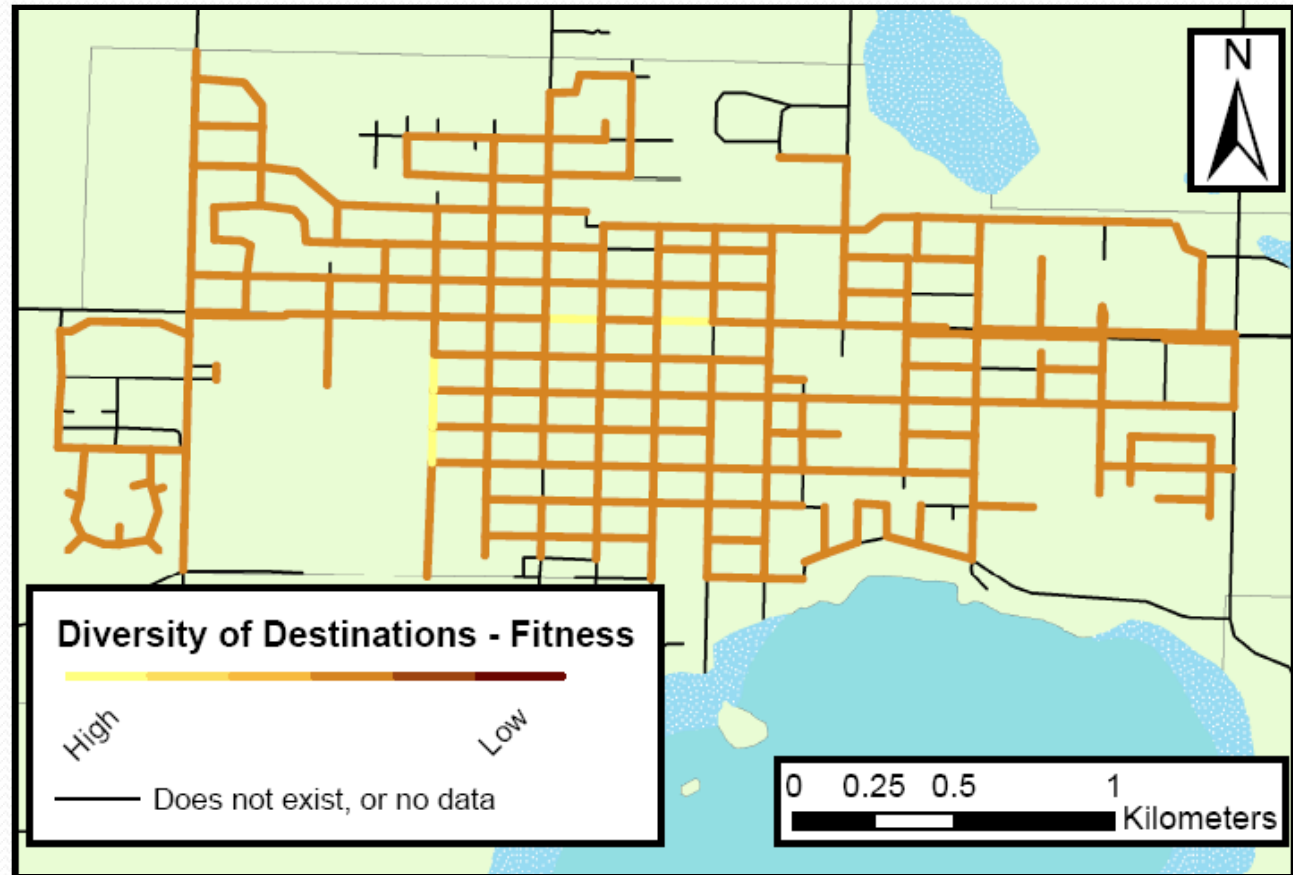 N
Diversity of Destinations - Fitness
High
Low
Does not exist, or no data
0 0.25 0.5 1
Kilometers